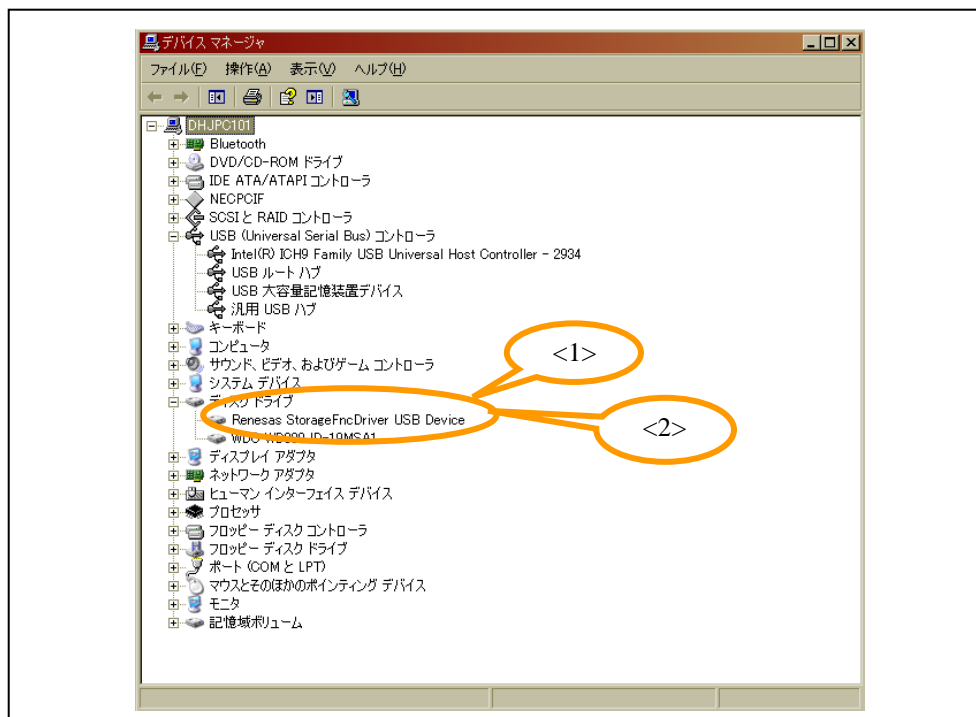 デバイス マネージャ
ファイル(F) 操作(A) 表示(V) ヘルプ(H)
DHJPC101
Bluetooth
DVD/CD-ROM ドライブ
IDE ATA/ATAPI コントローラ
NECPCIF
SCSI と RAID コントローラ
USB (Universal Serial Bus) コントローラ
Intel(R) ICH9 Family USB Universal Host Controller - 2934
USB ルート ハブ
USB 大容量記憶装置デバイス
汎用 USB ハブ
キーボード
コンピュータ
サウンド、ビデオ、およびゲーム コントローラ
<1>
システム デバイス
ディスク ドライブ
Renesas StorageFncDriver USB Device
<2>
ディスプレイ アダプタ
ネットワーク アダプタ
ヒューマン インターフェイス デバイス
プロセッサ
フロッピー ディスク コントローラ
フロッピー ディスク ドライブ
ポート (COM と LPT)
マウスとそのほかのポインティング デバイス
モニタ
記憶域ボリューム